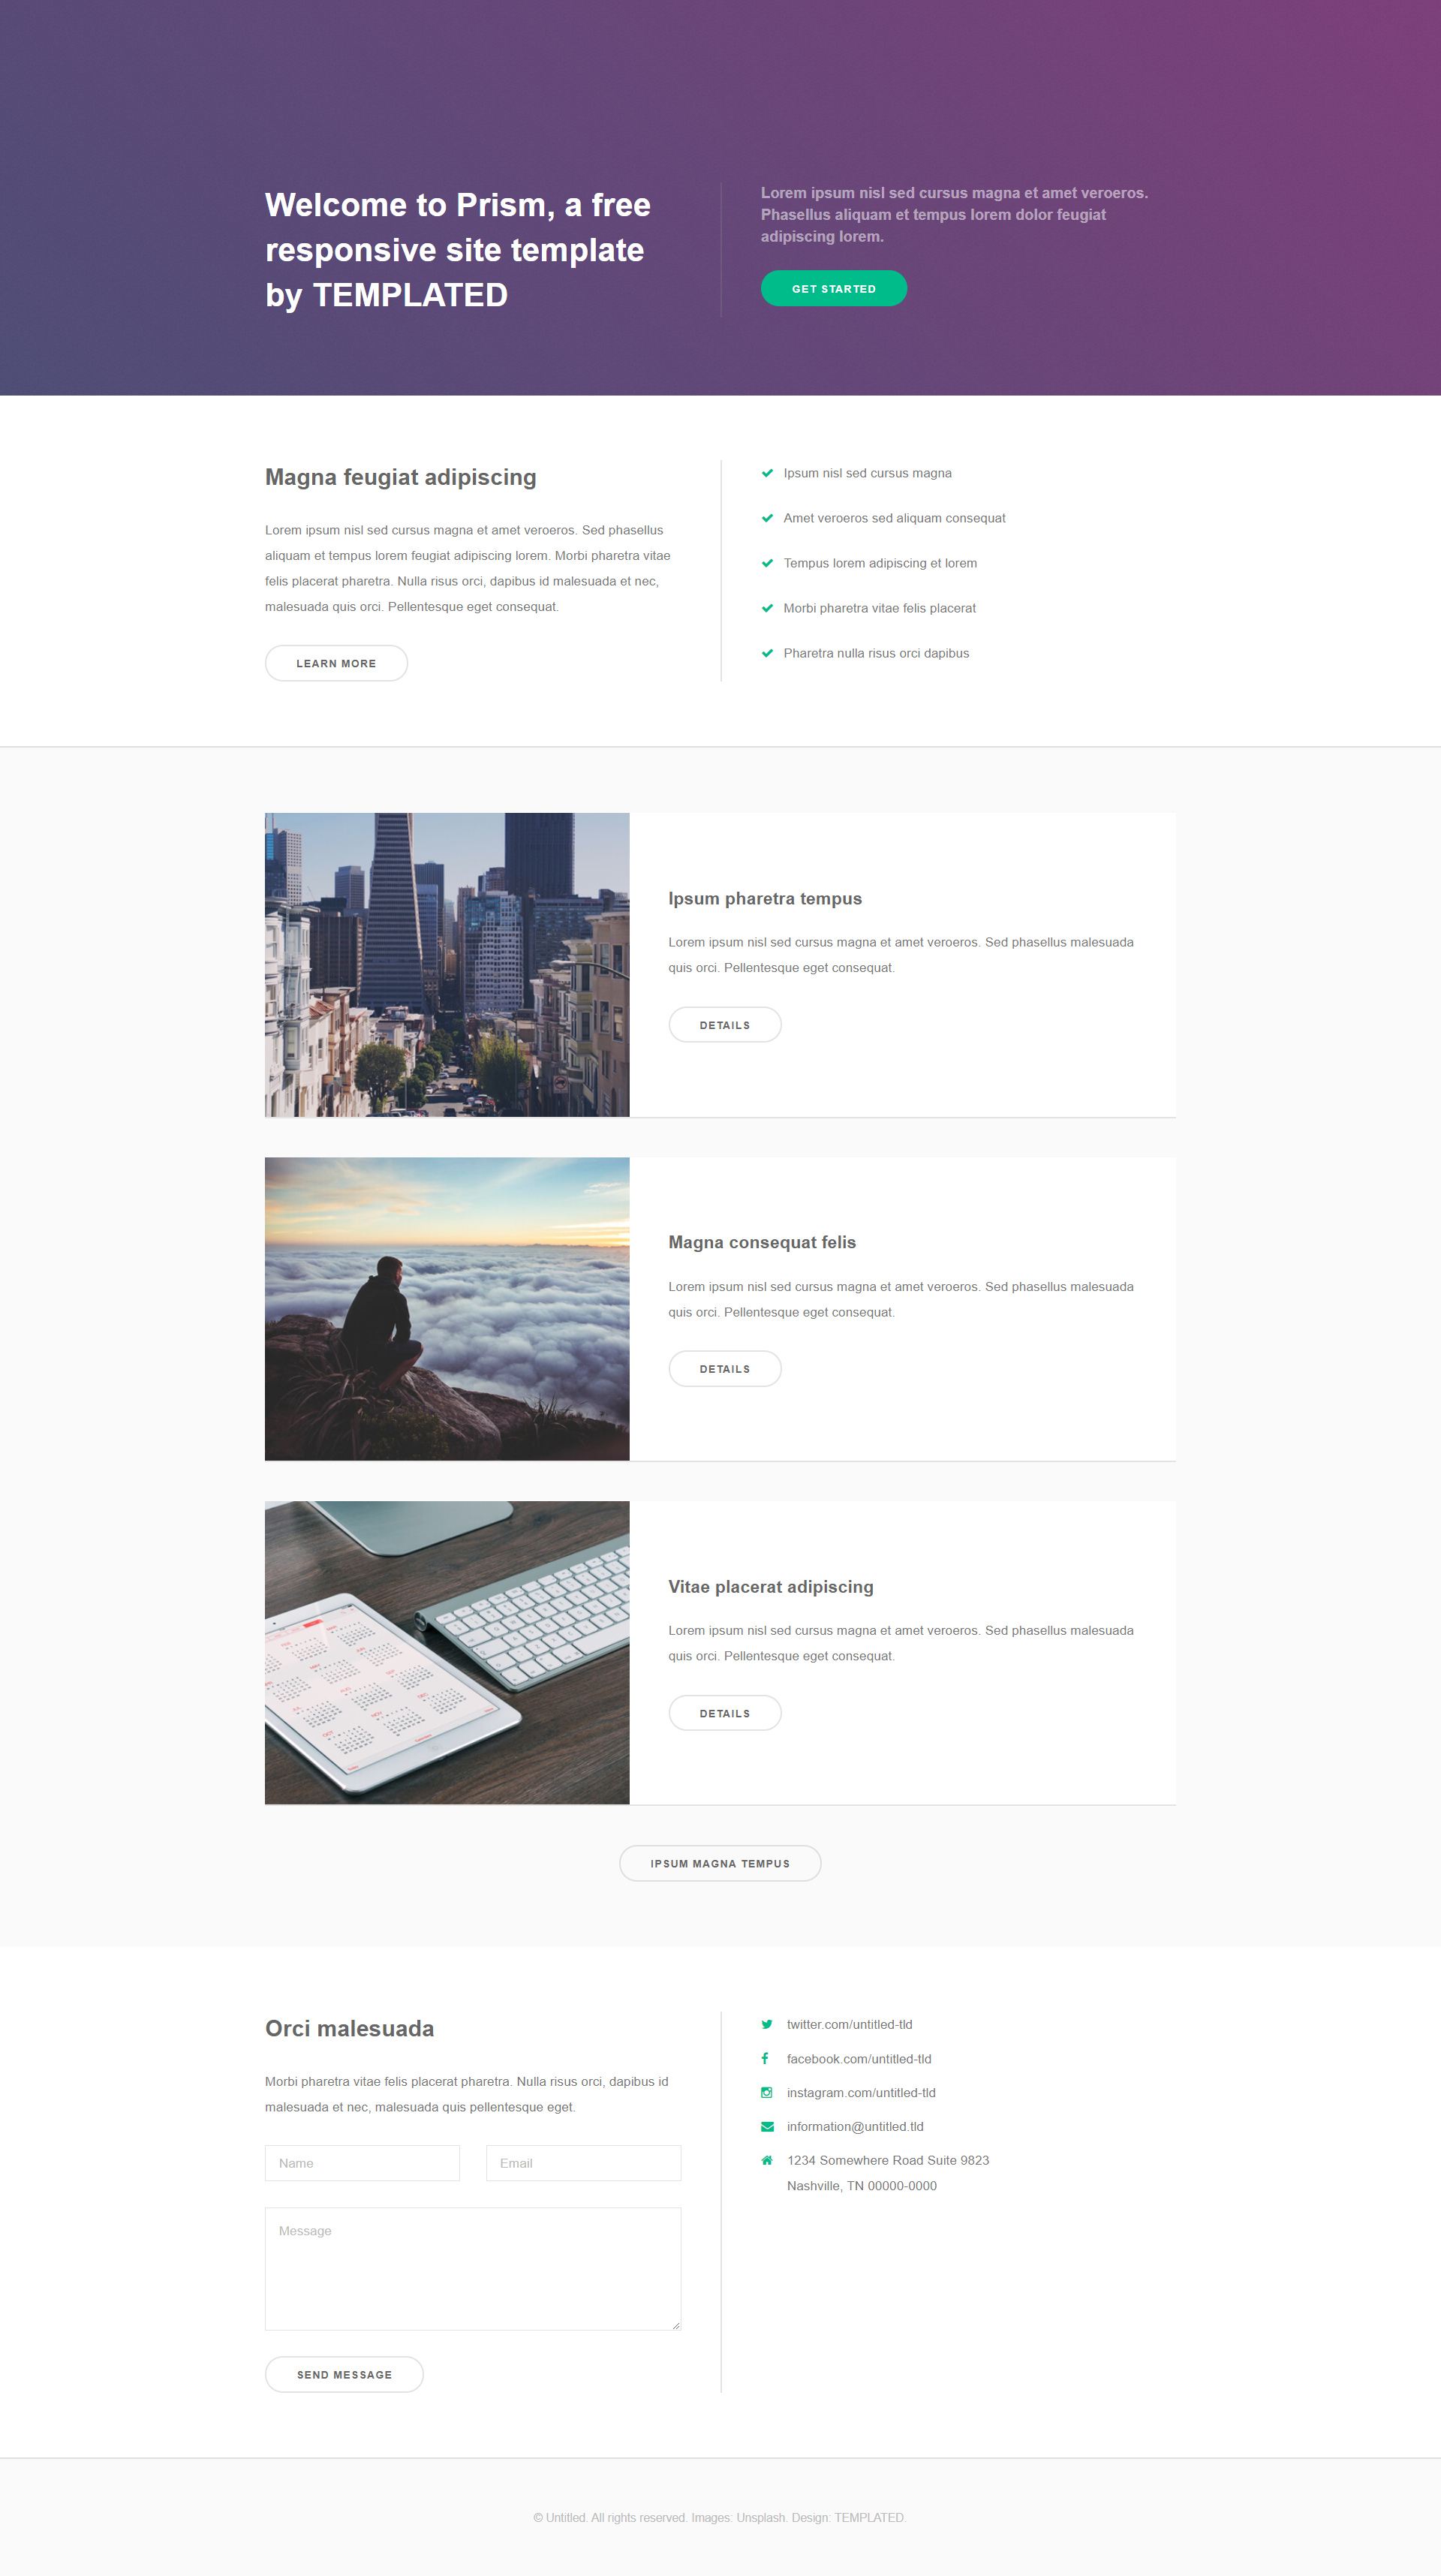 Welcome to Prism, a free
responsive site template
by TEMPLATED
Lorem ipsum nisl sed cursus magna et amet veroeros.
Phasellus aliquam et tempus lorem dolor feugiat
adipiscing lorem.
GET STARTED
Magna feugiat adipiscing
Lorem ipsum nisl sed cursus magna et amet veroeros. Sed phasellus
aliquam et tempus lorem feugiat adipiscing lorem. Morbi pharetra vitae
felis placerat pharetra. Nulla risus orci, dapibus id malesuada et nec,
malesuada quis orci. Pellentesque eget consequat.
LEARN MORE
Ipsum nisl sed cursus magna
Amet veroeros sed aliquam consequat
Tempus lorem adipiscing et lorem
Morbi pharetra vitae felis placerat
Pharetra nulla risus orci dapibus
Ipsum pharetra tempus
Lorem ipsum nisl sed cursus magna et amet veroeros. Sed phasellus malesuada
quis orci. Pellentesque eget consequat.
DETAILS
Magna consequat felis
Lorem ipsum nisl sed cursus magna et amet veroeros. Sed phasellus malesuada
quis orci. Pellentesque eget consequat.
DETAILS
Vitae placerat adipiscing
Lorem ipsum nisl sed cursus magna et amet veroeros. Sed phasellus malesuada
quis orci. Pellentesque eget consequat.
DETAILS
IPSUM MAGNA TEMPUS
Orci malesuada
Morbi pharetra vitae felis placerat pharetra. Nulla risus orci, dapibus id
malesuada et nec, malesuada quis pellentesque eget.
Name
Email
Message
SEND MESSAGE
twitter.com/untitled-tld
facebook.com/untitled-tld
instagram.com/untitled-tld
information@untitled.tld
1234 Somewhere Road Suite 9823
Nashville, TN 00000-0000
© Untitled. All rights reserved. Images: Unsplash. Design: TEMPLATED.